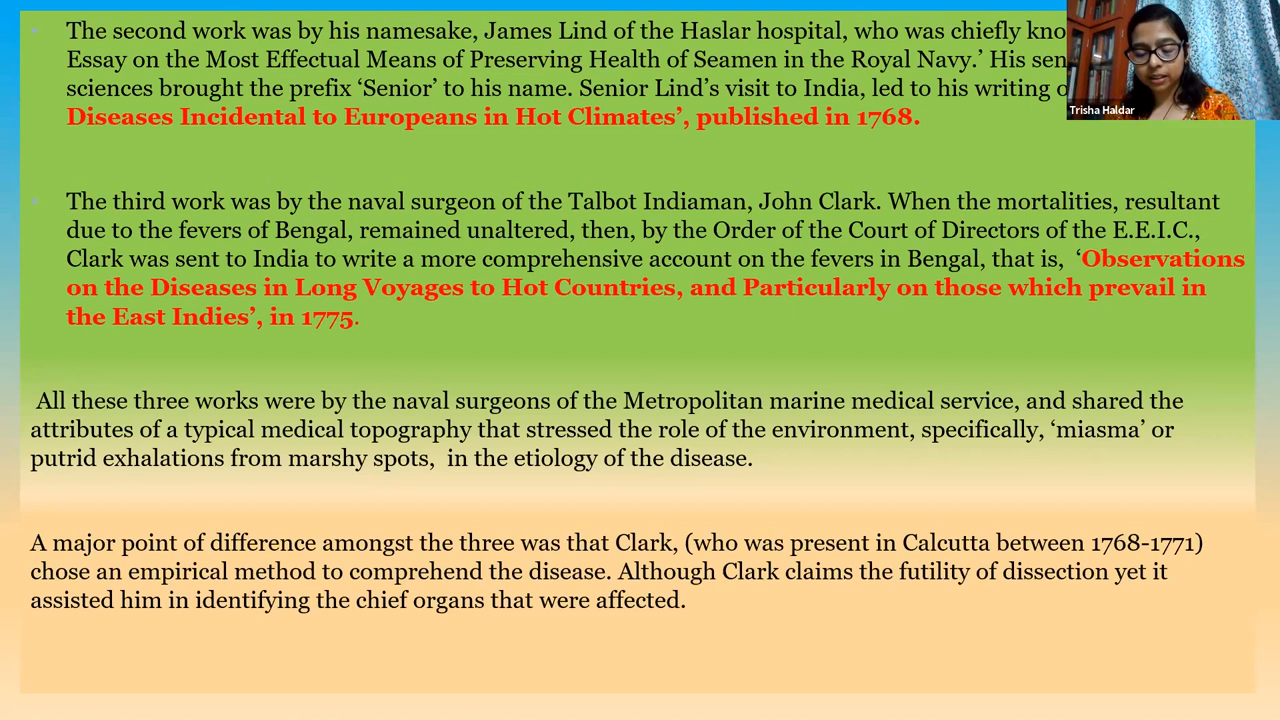 The second work was by his namesake, James Lind of the Haslar hospital, who was chiefly
Essay on the Most Effectual Means of Preserving Health of Seamen in the Royal Navy.’ His
sciences brought the prefix ‘Senior’ to his name. Senior Lind’s visit to India, led to his writing
Diseases Incidental to Europeans in Hot Climates’, published in 1768.
Trisha Haldar
The third work was by the naval surgeon of the Talbot Indiaman, John Clark. When the mortalities, resultant
due to the fevers of Bengal, remained unaltered, then, by the Order of the Court of Directors of the E.E.I.C.,
Clark was sent to India to write a more comprehensive account on the fevers in Bengal, that is, ‘Observations
on the Diseases in Long Voyages to Hot Countries, and Particularly on those which prevail in
the East Indies’, in 1775.
All these three works were by the naval surgeons of the Metropolitan marine medical service, and shared the
attributes of a typical medical topography that stressed the role of the environment, specifically, ‘miasma’ or
putrid exhalations from marshy spots, in the etiology of the disease.
A major point of difference amongst the three was that Clark, (who was present in Calcutta between 1768-1771)
chose an empirical method to comprehend the disease. Although Clark claims the futility of dissection yet it
assisted him in identifying the chief organs that were affected.